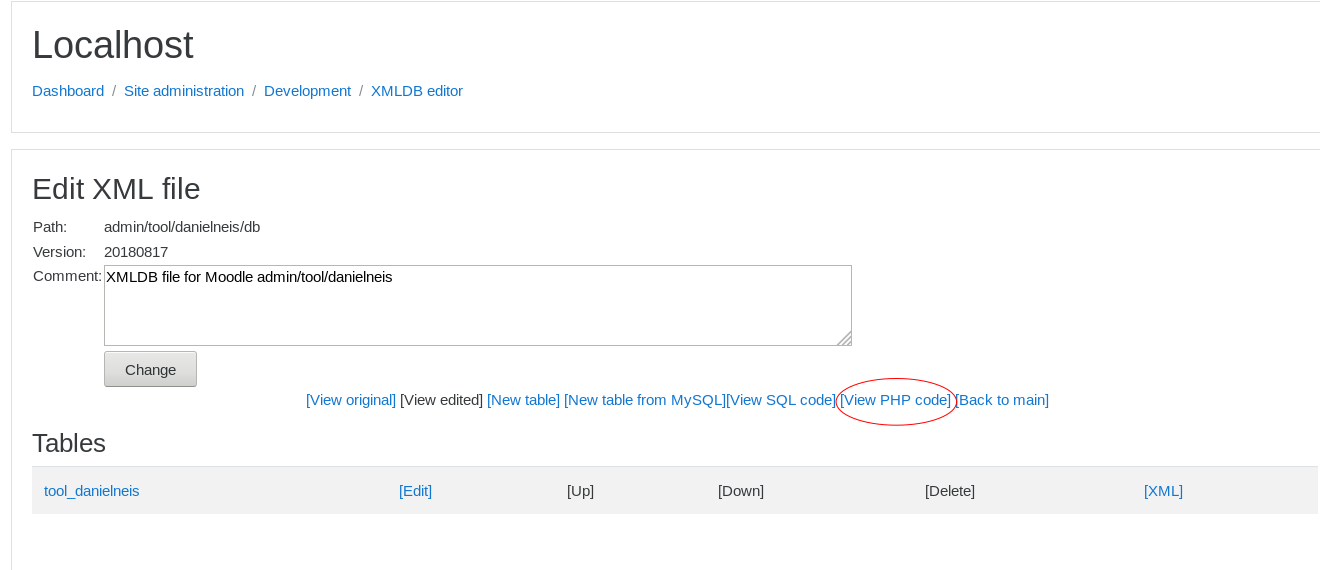 Localhost
Dashboard / Site administration / Development / XMLDB editor
Edit XML file
Path: admin/tool/danielneis/db
Version: 20180817
Comment: XMLDB file for Moodle admin/tool/danielneis
Change
[View original] [View edited] [New table] [New table from MySQL][View SQL code] [View PHP code] [Back to main]
Tables
tool_danielneis [Edit] [Up] [Down] [Delete] [XML]